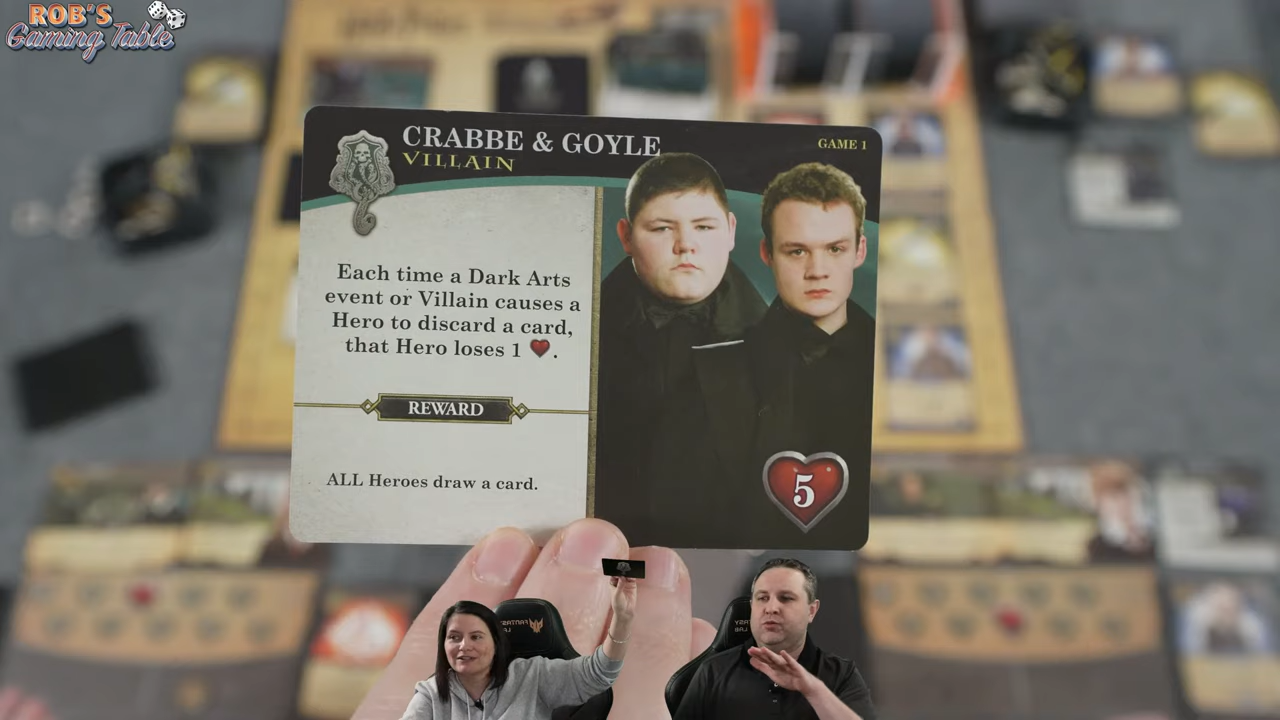 ROB'S
Gaming Table
CRABBE & GOYLE
VILLAIN
GAME 1
Each time a Dark Arts
event or Villain causes a
Hero to discard a card,
that Hero loses 1 .
REWARD
ALL Heroes draw a card.
5